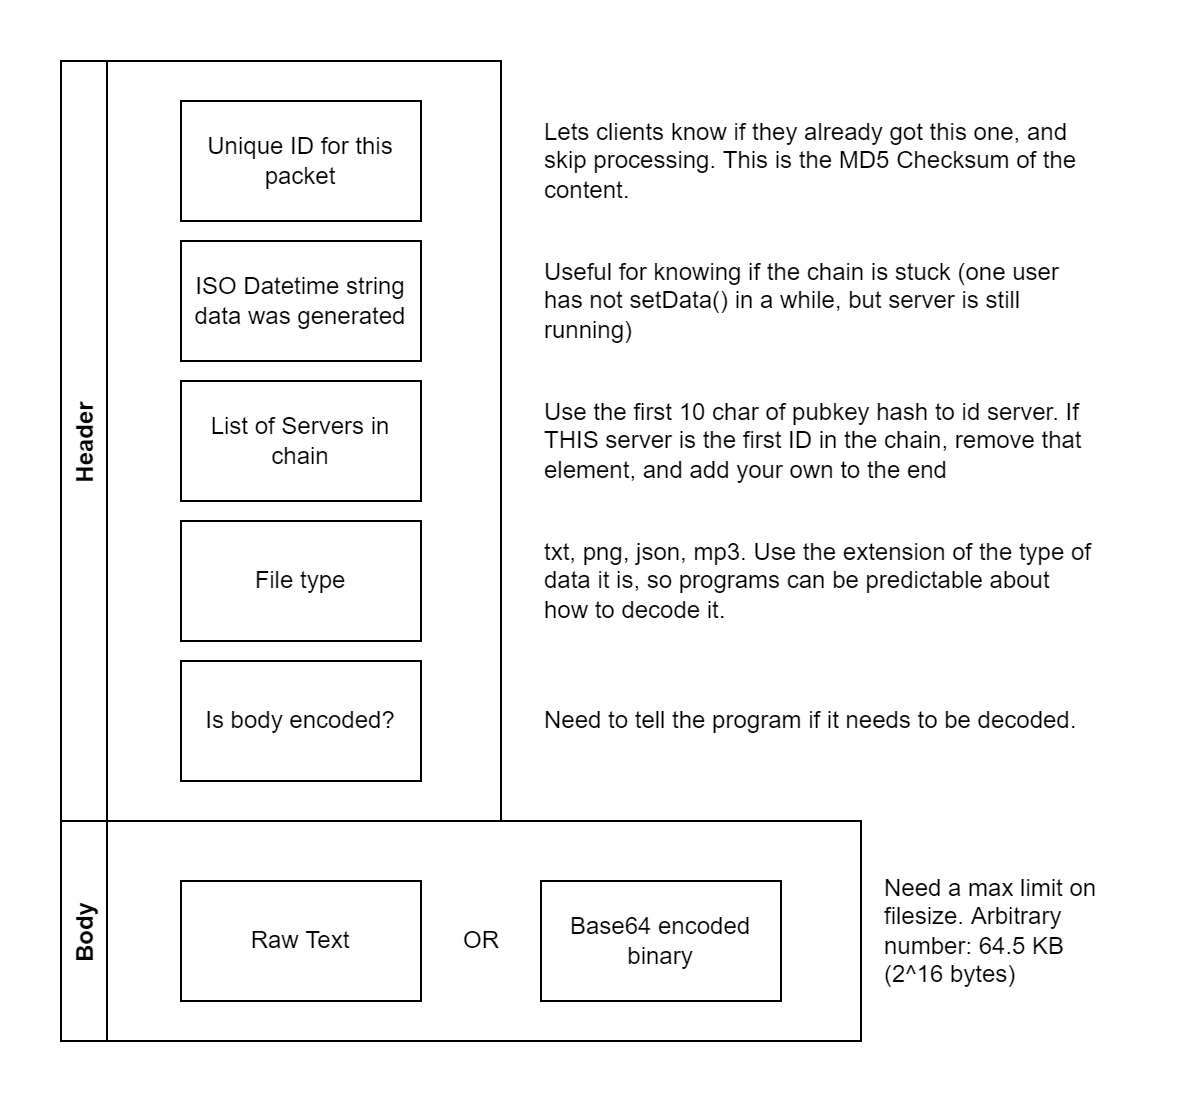 Header
Unique ID for this
packet
Lets clients know if they already got this one, and
skip processing. This is the MD5 Checksum of the
content.
ISO Datetime string
data was generated
Useful for knowing if the chain is stuck (one user
has not setData() in a while, but server is still
running)
List of Servers in
chain
Use the first 10 char of pubkey hash to id server. If
THIS server is the first ID in the chain, remove that
element, and add your own to the end
File type
txt, png, json, mp3. Use the extension of the type of
data it is, so programs can be predictable about
how to decode it.
Is body encoded?
Need to tell the program if it needs to be decoded.
Body
Raw Text
OR
Base64 encoded
binary
Need a max limit on
filesize. Arbitrary
number: 64.5 KB
(2^16 bytes)